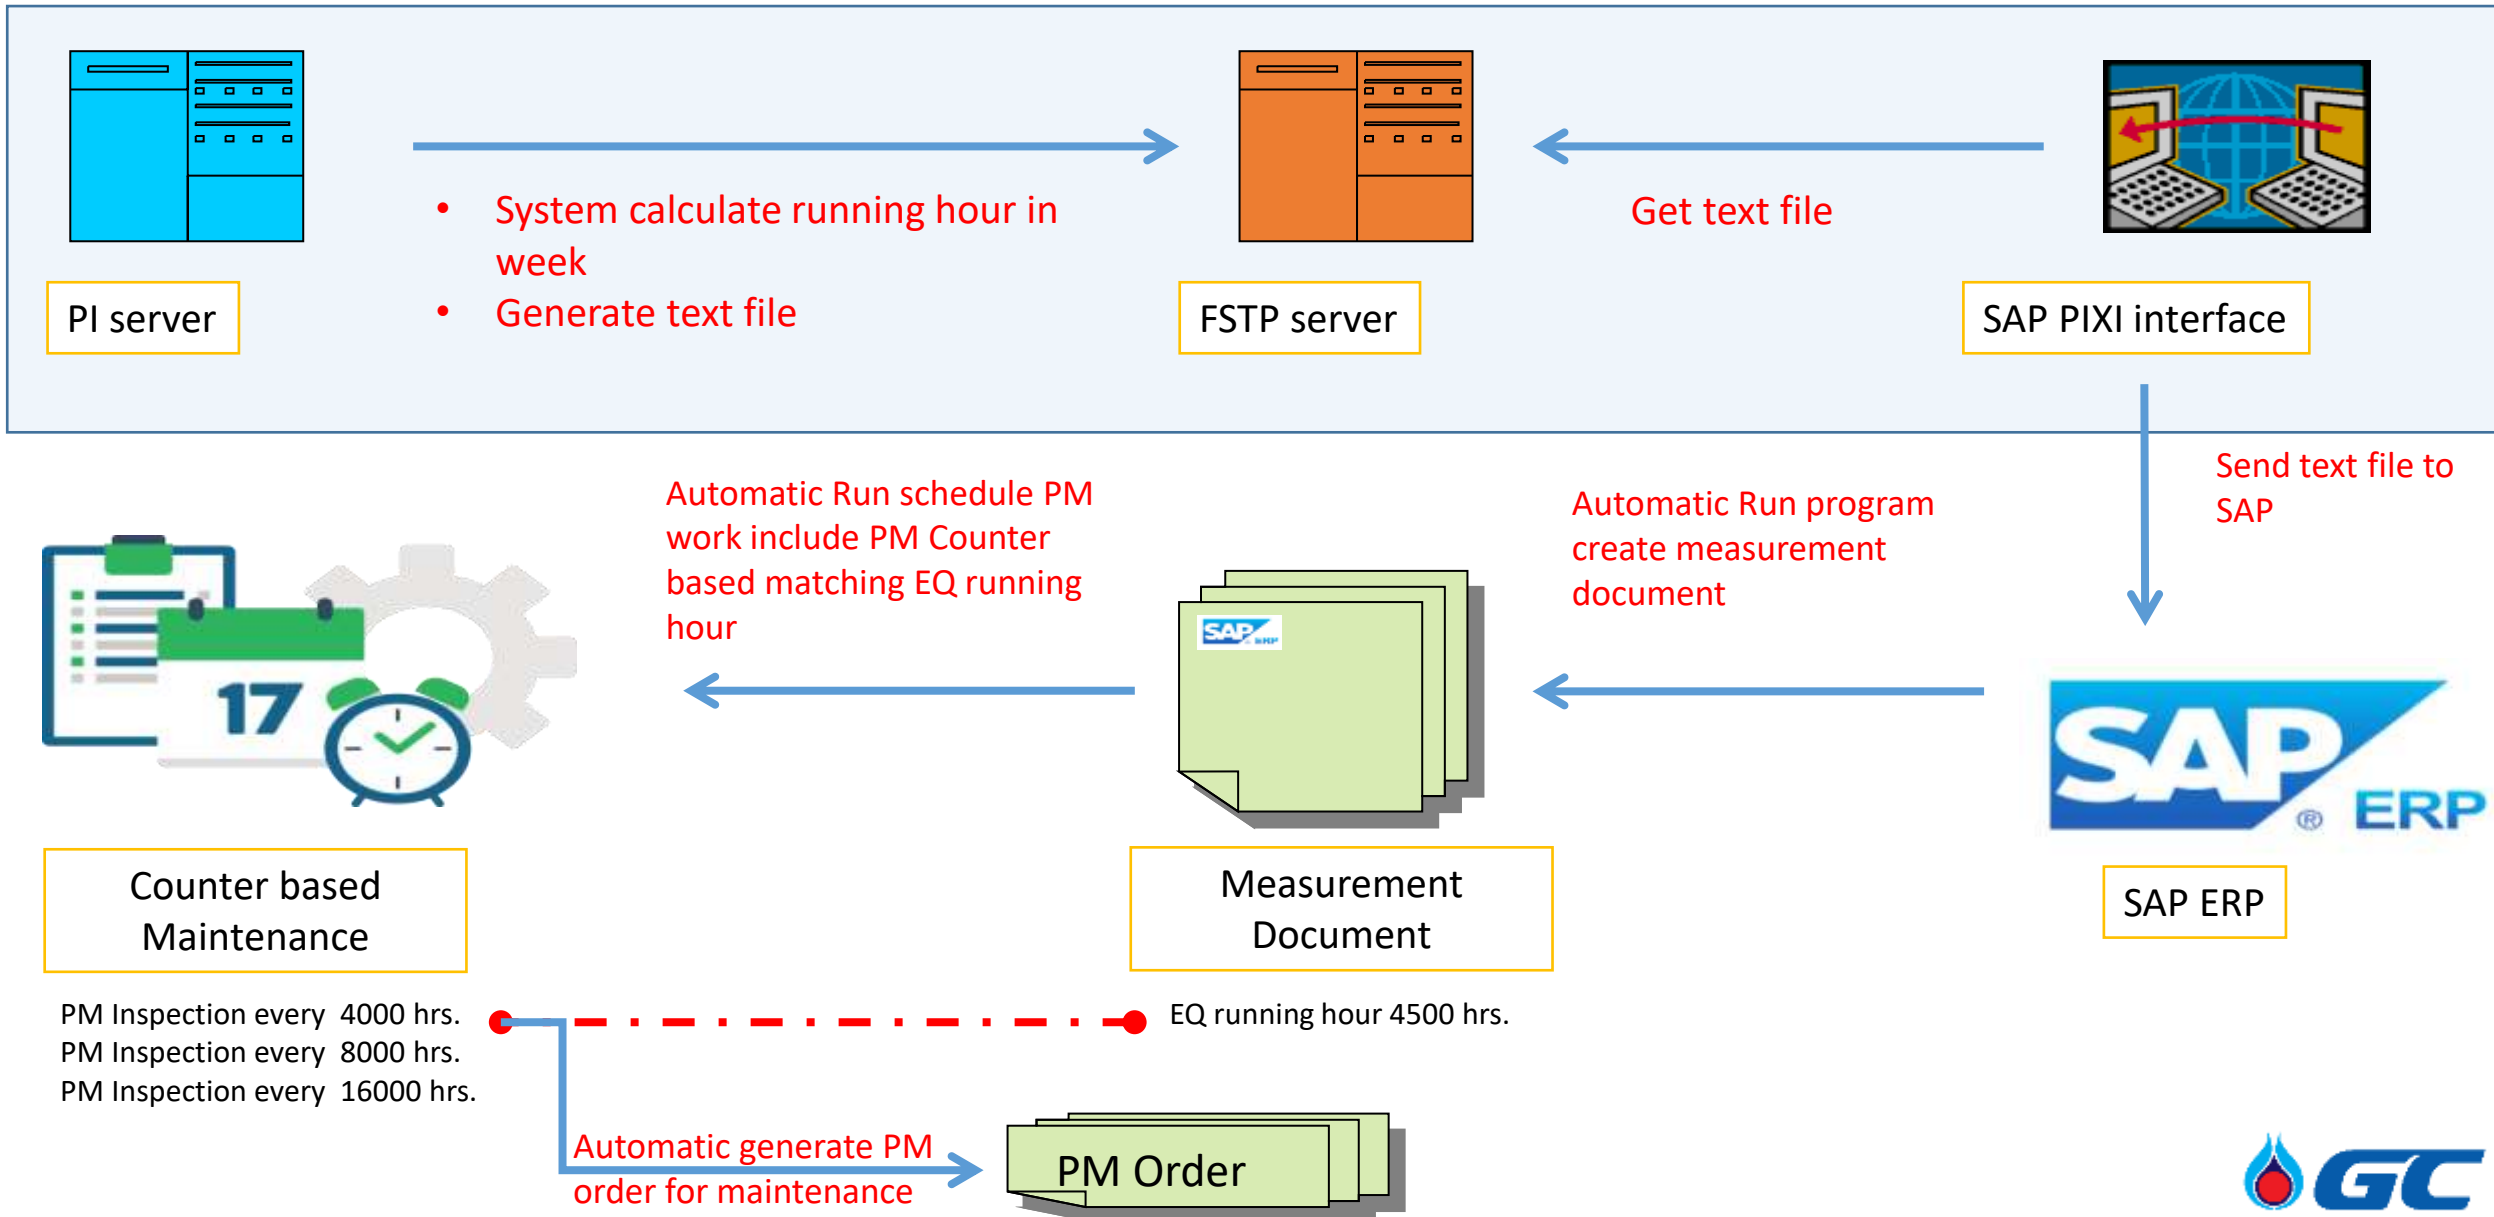 • System calculate running hour in
week
• Generate text file
Get text file
PI server
FSTP server
SAP PIXI interface
Send text file to
SAP
Automatic Run program
create measurement
document
Automatic Run schedule PM
work include PM Counter
based matching EQ running
hour
17
SAP ERP
SAP
® ERP
Counter based
Maintenance
Measurement
Document
SAP ERP
PM Inspection every 4000 hrs.
PM Inspection every 8000 hrs.
PM Inspection every 16000 hrs.
EQ running hour 4500 hrs.
Automatic generate PM
order for maintenance
PM Order
GC